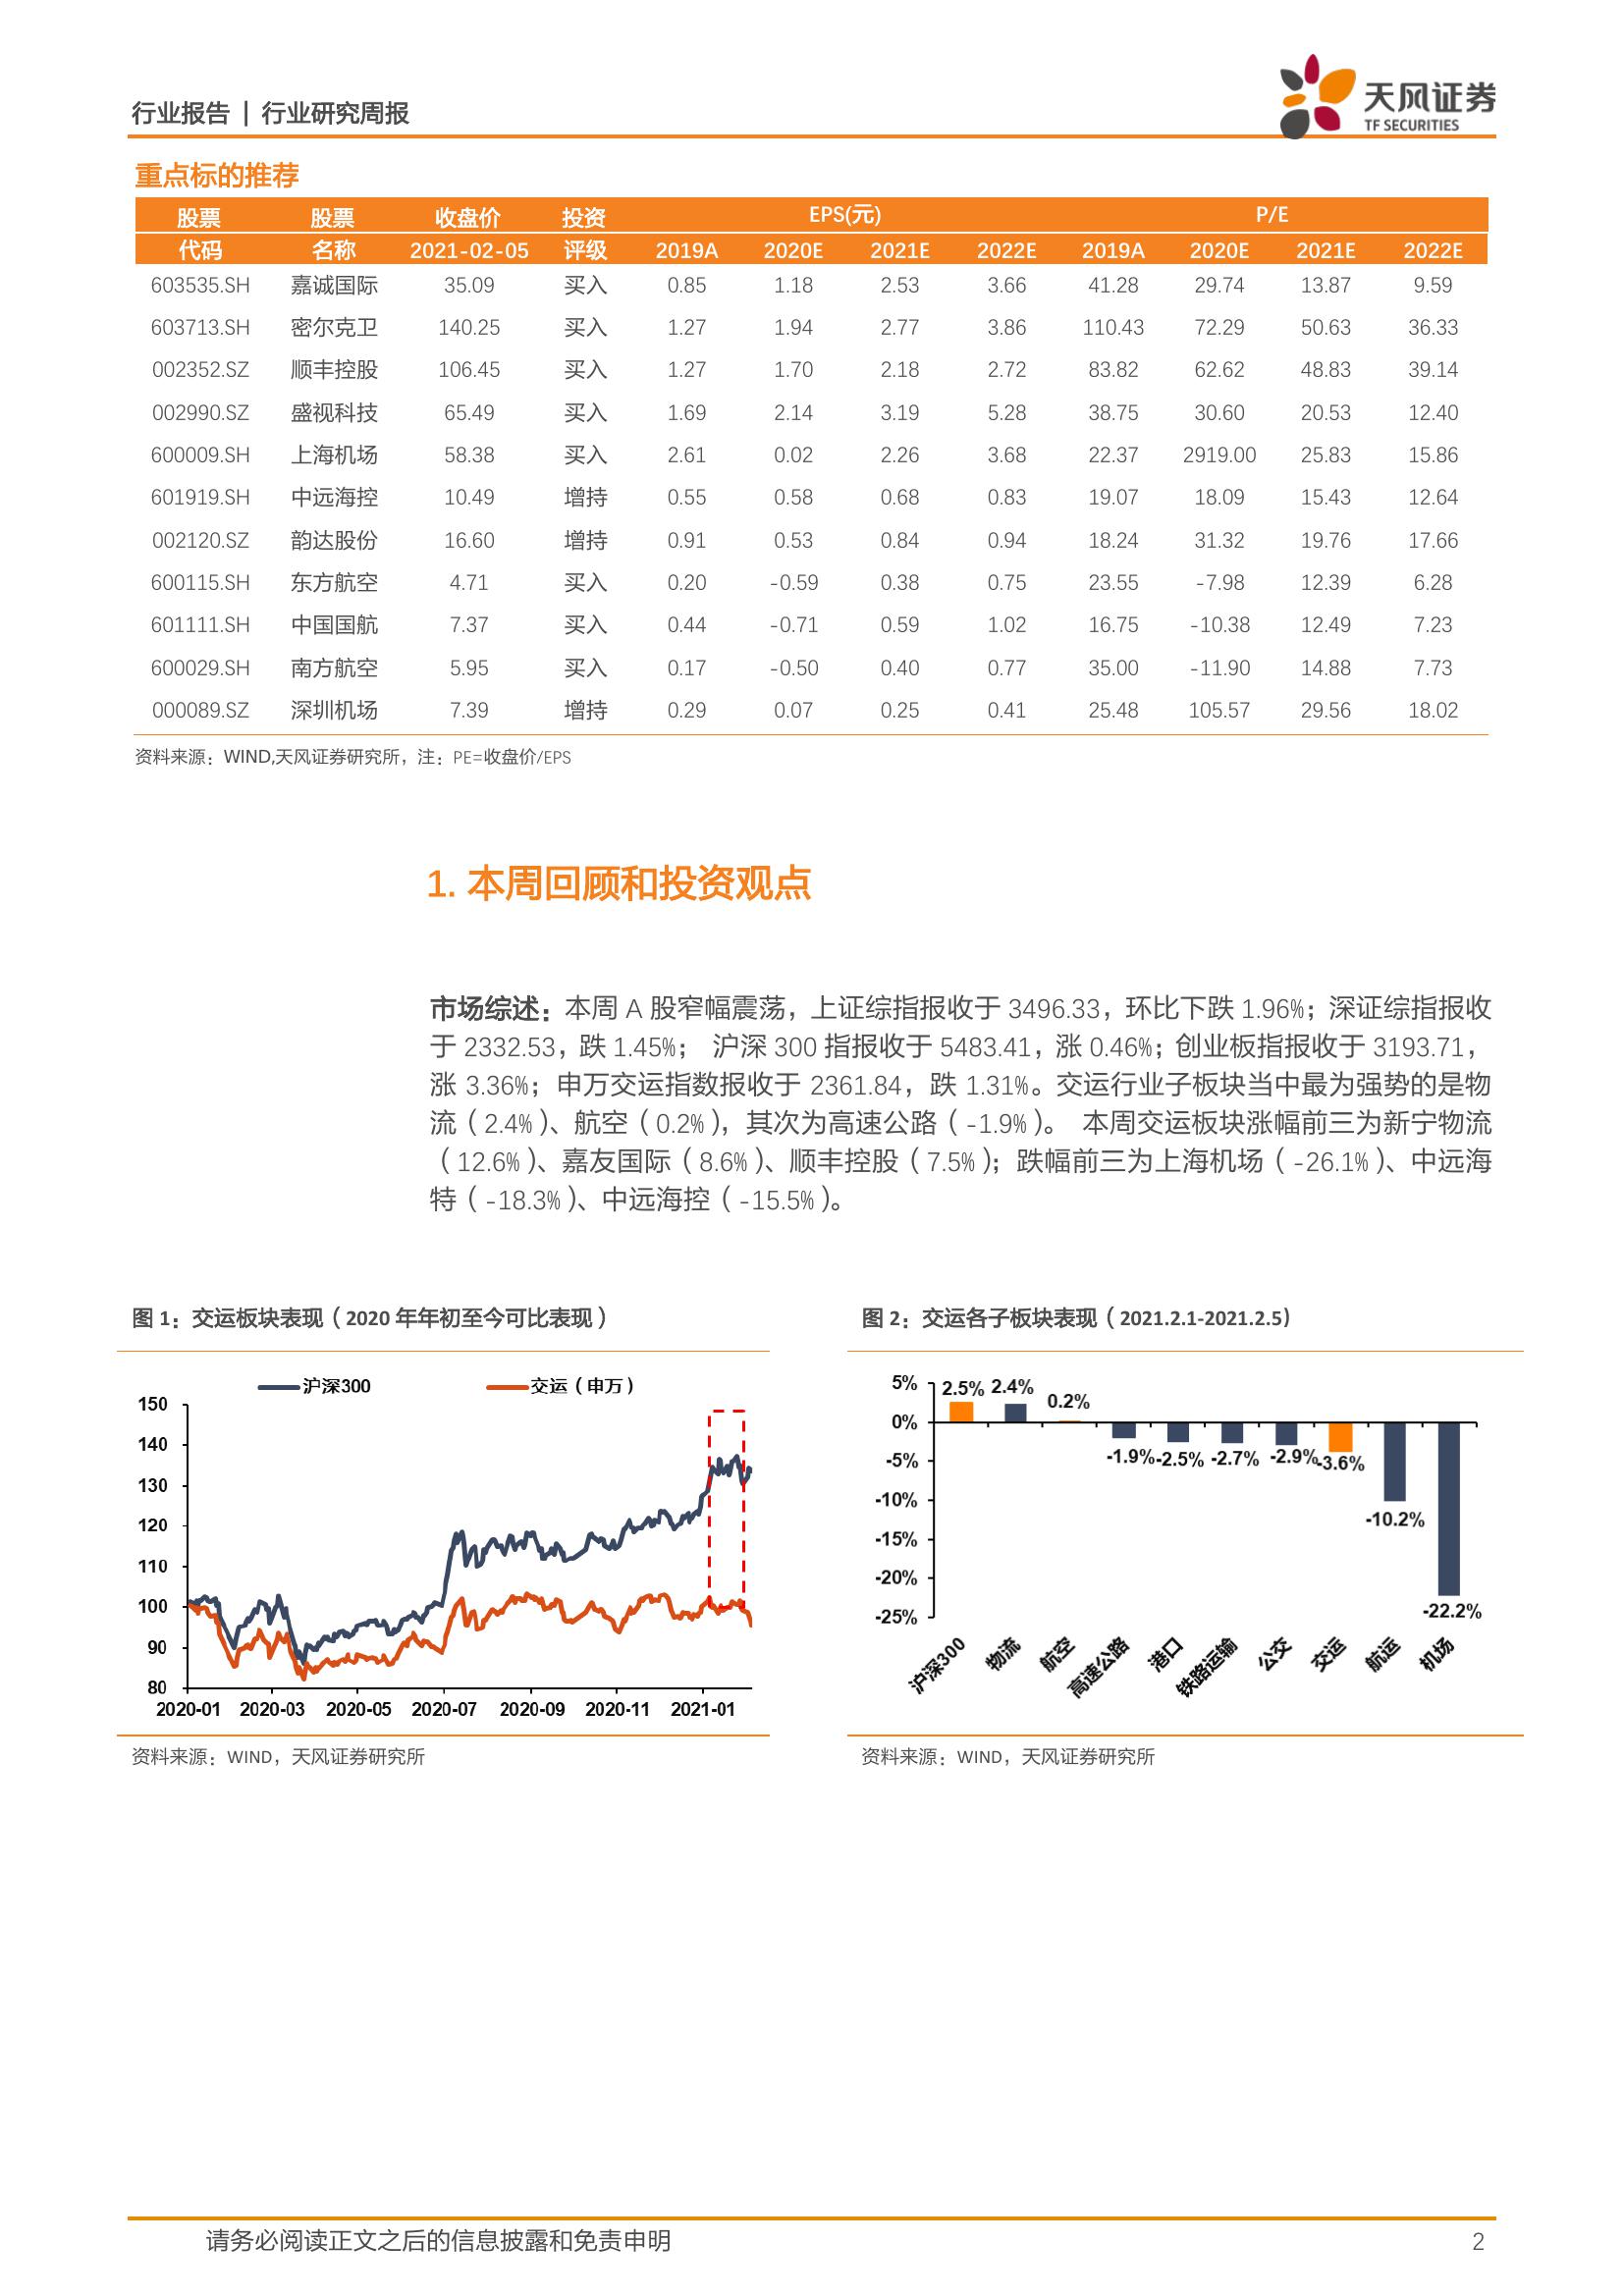 行业报告 | 行业研究周报
天风证券
TF SECURITIES
重点标的推荐
股票 股票 收盘价 投资 EPS(元) P/E
代码 名称 2021-02-05 评级 2019A 2020E 2021E 2022E 2019A 2020E 2021E 2022E
603535.SH 嘉诚国际 35.09 买入 0.85 1.18 2.53 3.66 41.28 29.74 13.87 9.59
603713.SH 密尔克卫 140.25 买入 1.27 1.94 2.77 3.86 110.43 72.29 50.63 36.33
002352.SZ 顺丰控股 106.45 买入 1.27 1.70 2.18 2.72 83.82 62.62 48.83 39.14
002990.SZ 盛视科技 65.49 买入 1.69 2.14 3.19 5.28 38.75 30.60 20.53 12.40
600009.SH 上海机场 58.38 买入 2.61 0.02 2.26 3.68 22.37 2919.00 25.83 15.86
601919.SH 中远海控 10.49 增持 0.55 0.58 0.68 0.83 19.07 18.09 15.43 12.64
002120.SZ 韵达股份 16.60 增持 0.91 0.53 0.84 0.94 18.24 31.32 19.76 17.66
600115.SH 东方航空 4.71 买入 0.20 -0.59 0.38 0.75 23.55 -7.98 12.39 6.28
601111.SH 中国国航 7.37 买入 0.44 -0.71 0.59 1.02 16.75 -10.38 12.49 7.23
600029.SH 南方航空 5.95 买入 0.17 -0.50 0.40 0.77 35.00 -11.90 14.88 7.73
000089.SZ 深圳机场 7.39 增持 0.29 0.07 0.25 0.41 25.48 105.57 29.56 18.02
资料来源：WIND,天风证券研究所，注：PE=收盘价/EPS
1. 本周回顾和投资观点
市场综述：本周 A 股窄幅震荡，上证综指报收于 3496.33，环比下跌 1.96%；深证综指报收
于 2332.53，跌 1.45%； 沪深 300 指报收于 5483.41，涨 0.46%；创业板指报收于 3193.71，
涨 3.36%；申万交运指数报收于 2361.84，跌 1.31%。交运行业子板块当中最为强势的是物
流（2.4%）、航空（0.2%），其次为高速公路（-1.9%）。 本周交运板块涨幅前三为新宁物流
（12.6%）、嘉友国际（8.6%）、顺丰控股（7.5%）；跌幅前三为上海机场（-26.1%）、中远海
特（-18.3%）、中远海控（-15.5%）。
图 1：交运板块表现（2020 年年初至今可比表现）
沪深300 交运（申万）
150
140
130
120
110
100
90
80
2020-01 2020-03 2020-05 2020-07 2020-09 2020-11 2021-01
资料来源：WIND，天风证券研究所
图 2：交运各子板块表现（2021.2.1-2021.2.5）
5%
0%
-5%
-10%
-15%
-20%
-25%
2.5% 2.4% 0.2% -1.9% -2.5% -2.7% -2.9% -3.6% -10.2% -22.2%
沪深300 物流 航空 高速公路 港口 铁路运输 公交 交运 航运 机场
资料来源：WIND，天风证券研究所
请务必阅读正文之后的信息披露和免责申明 2